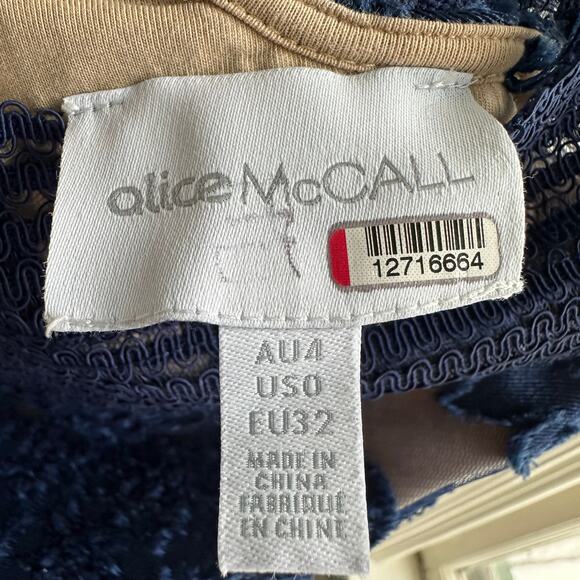 alice McCALL
12716664
AU4
US0
EU32
MADE IN
CHINA
FABRIQUÉ
EN CHINE